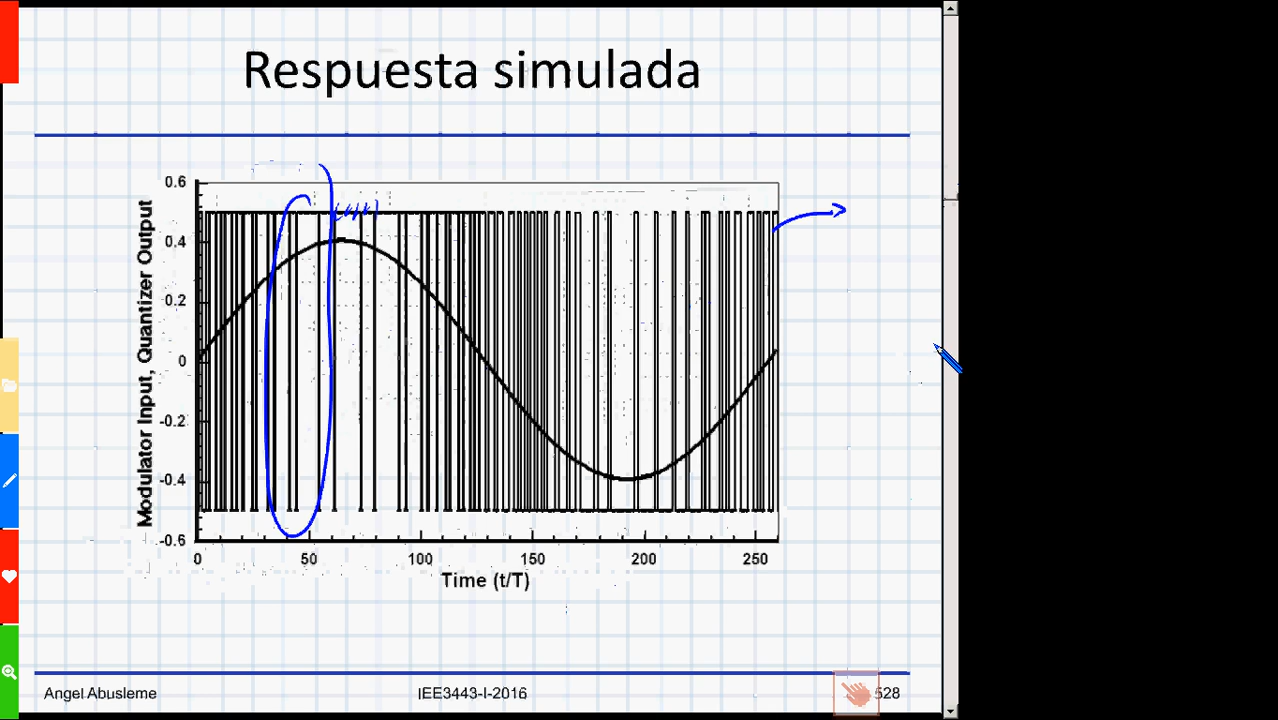 Respuesta simulada
Modulator Input, Quantizer Output
0.6
0.4
0.2
0
-0.2
-0.4
-0.6
0 50 100 150 200 250
Time (t/T)
Angel Abusleme IEE3443-I-2016 528